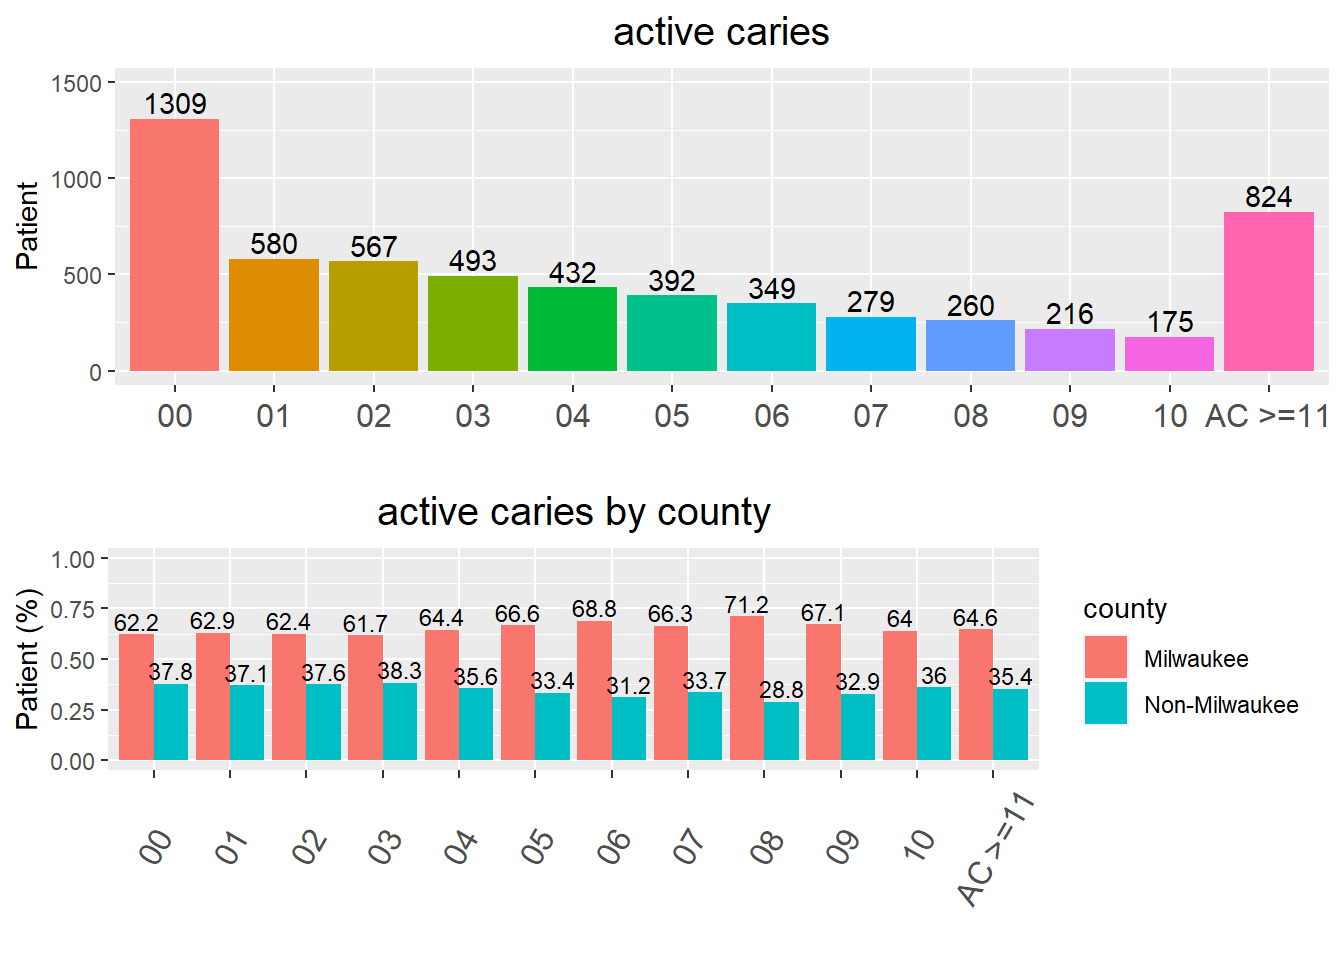 active caries
1500
1000
500
0
Patient
1309
580
567
493
432
392
349
279
260
216
175
824
00 01 02 03 04 05 06 07 08 09 10 AC >=11
active caries by county
1.00
0.75
0.50
0.25
0.00
Patient (%)
62.2 62.9 62.4 61.7 64.4 66.6 68.8 66.3 71.2 67.1 64 64.6
37.8 37.1 37.6 38.3 35.6 33.4 31.2 33.7 28.8 32.9 36 35.4
00 01 02 03 04 05 06 07 08 09 10 AC >=11
county
Milwaukee
Non-Milwaukee